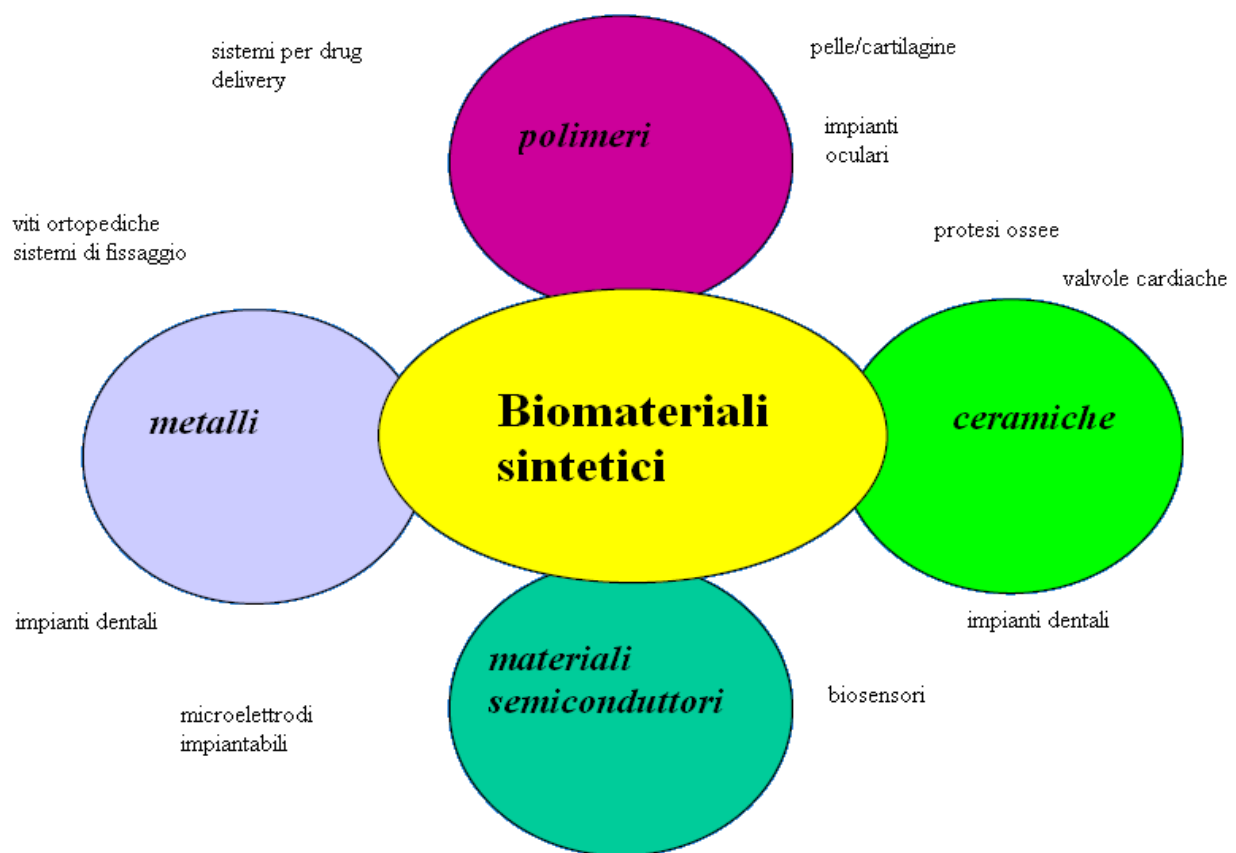 sistemi per drug
delivery
pelle/cartilagine
polimeri
impianti
oculari
viti ortopediche
sistemi di fissaggio
protesi ossee
valvole cardiache
metalli
Biomateriali
sintetici
ceramiche
impianti dentali
impianti dentali
materiali
semiconduttori
microelettrodi
impiantabili
biosensori